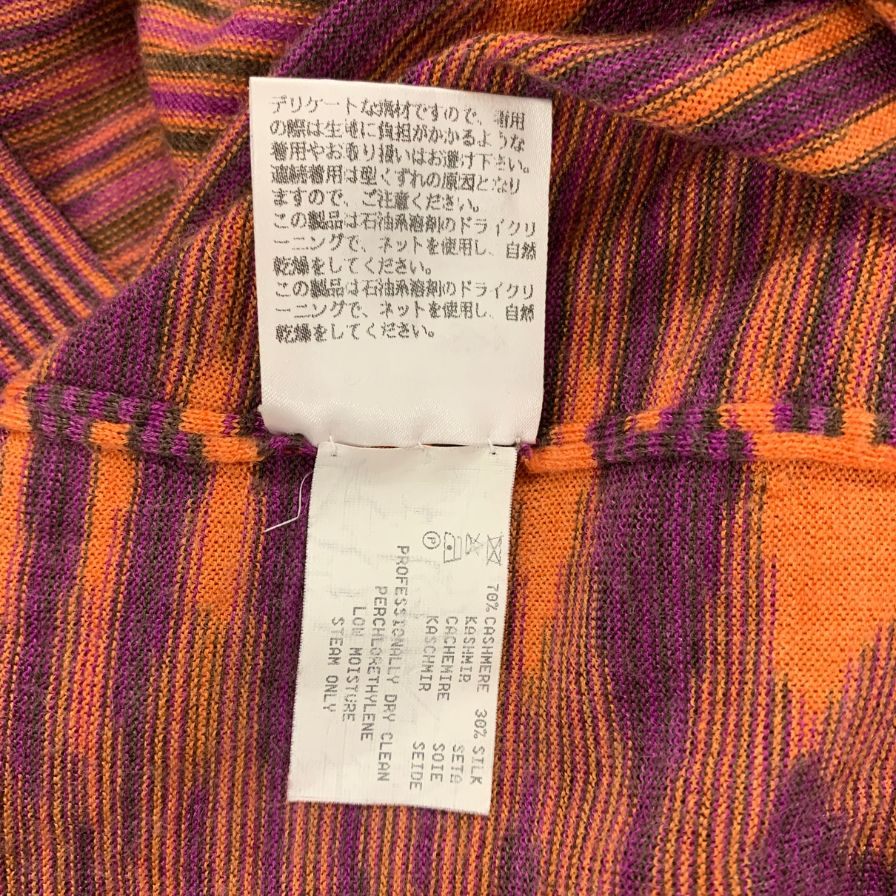 デリケートな素材ですので、着用
の際は生地に負担がかかるような
着用やお取り扱いはお避け下さい。
連続着用は型くずれの原因となり
ますので、ご注意ください。
この製品は石油系溶剤のドライクリ
ーニングで、ネットを使用し、自然
乾燥をしてください。
この製品は石油系溶剤のドライクリ
ーニングで、ネットを使用し、自然
乾燥をしてください。
P
70% CASHMERE 30% SILK
KASHMIR SETA
CACHEMIRE SOIE
KASCHMIR SEIDE
PROFESSIONALLY DRY CLEAN
PERCHLORETHYLENE
LOW MOISTURE
STEAM ONLY